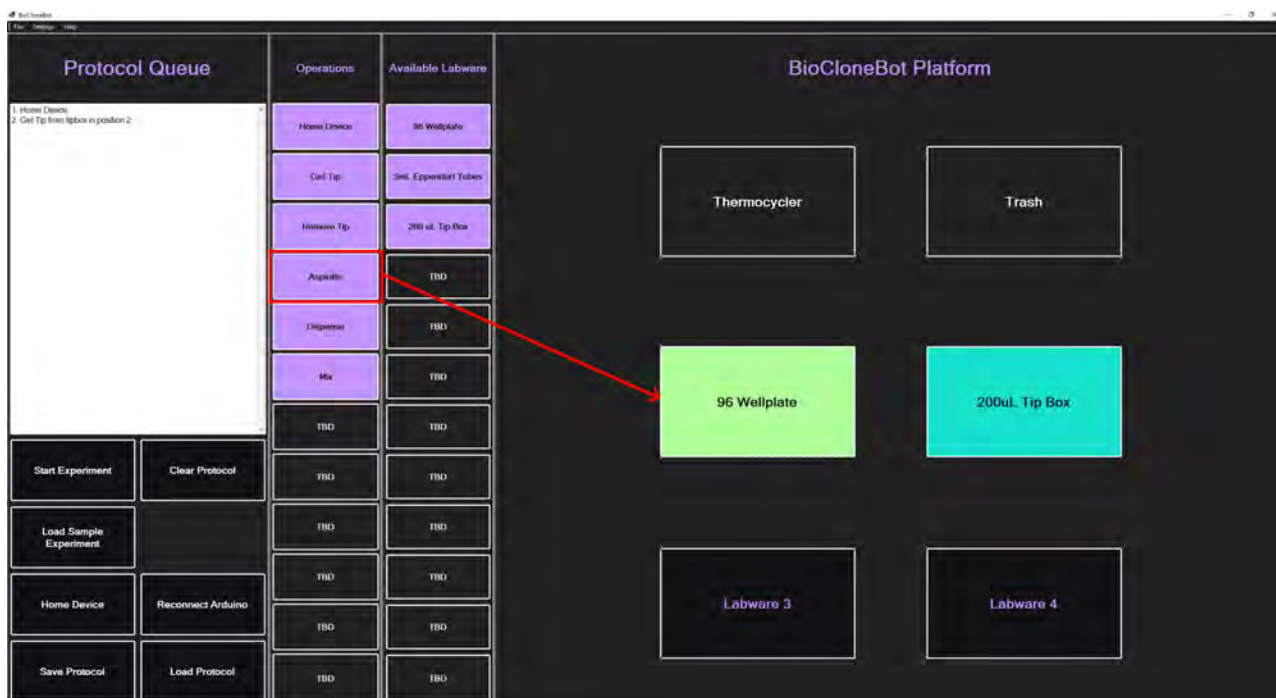 BioCloneBot
File Settings Help
Protocol Queue
1. Home Device
2. Get Tip from tipbox in position 2
Start Experiment
Clear Protocol
Load Sample
Experiment
Home Device
Reconnect Arduino
Save Protocol
Load Protocol
Operations
Home Device
Get Tip
Remove Tip
Aspirate
Dispense
Mix
TBD
TBD
TBD
TBD
TBD
TBD
Available Labware
96 Wellplate
5mL Eppendorf Tubes
200 uL Tip Box
TBD
TBD
TBD
TBD
TBD
TBD
TBD
TBD
TBD
BioCloneBot Platform
Thermocycler
Trash
96 Wellplate
200uL Tip Box
Labware 3
Labware 4